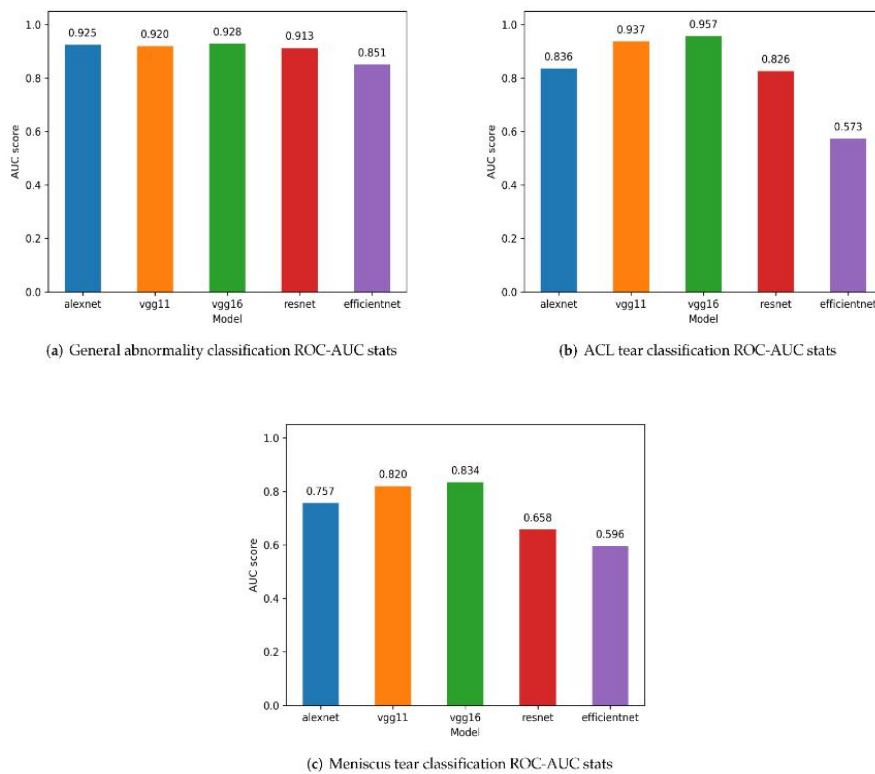 1.0
0.925
0.920
0.928
0.913
0.851
0.8
0.6
0.4
0.2
0.0
AUC score
alexnet
vgg11
vgg16
resnet
efficientnet
Model
(a) General abnormality classification ROC-AUC stats
1.0
0.836
0.937
0.957
0.826
0.573
0.8
0.6
0.4
0.2
0.0
AUC score
alexnet
vgg11
vgg16
resnet
efficientnet
Model
(b) ACL tear classification ROC-AUC stats
1.0
0.757
0.820
0.834
0.658
0.596
0.8
0.6
0.4
0.2
0.0
AUC score
alexnet
vgg11
vgg16
resnet
efficientnet
Model
(c) Meniscus tear classification ROC-AUC stats